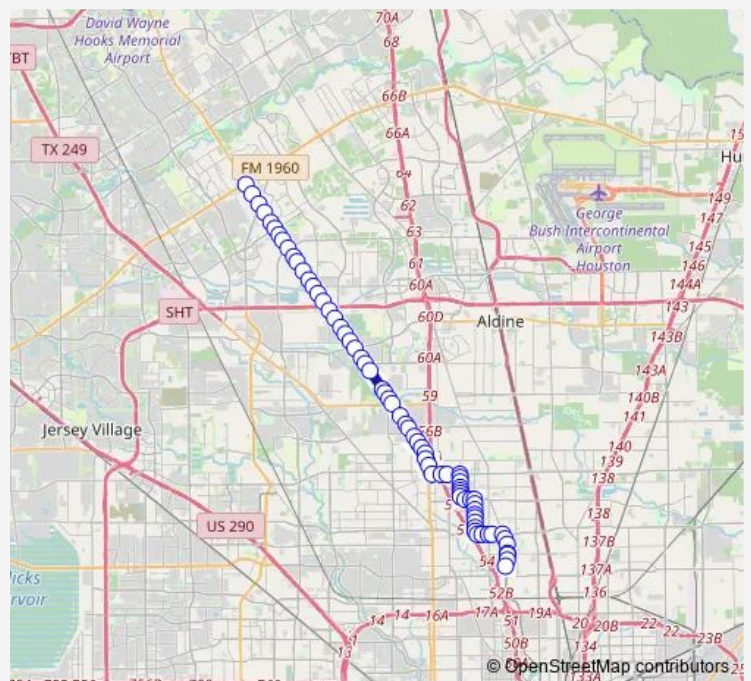 70A
David Wayne
Hooks Memorial
Airport
68
BT
66B
TX 249
66A
FM 1960
64
Hu
62
149
George
Bush Intercontinental
Airport
Houston
63
147
145
61
146
60A
144A
SHT
143
60D
Aldine
143B
60A
143A
59
140B
141
Jersey Village
56B
140
139
138
US 290
138
137B
54
137A
52B
136
14 14 16A 17A 51 19A 20 20B 22 22 23B
13
50B
134
© OpenStreetMap contributors